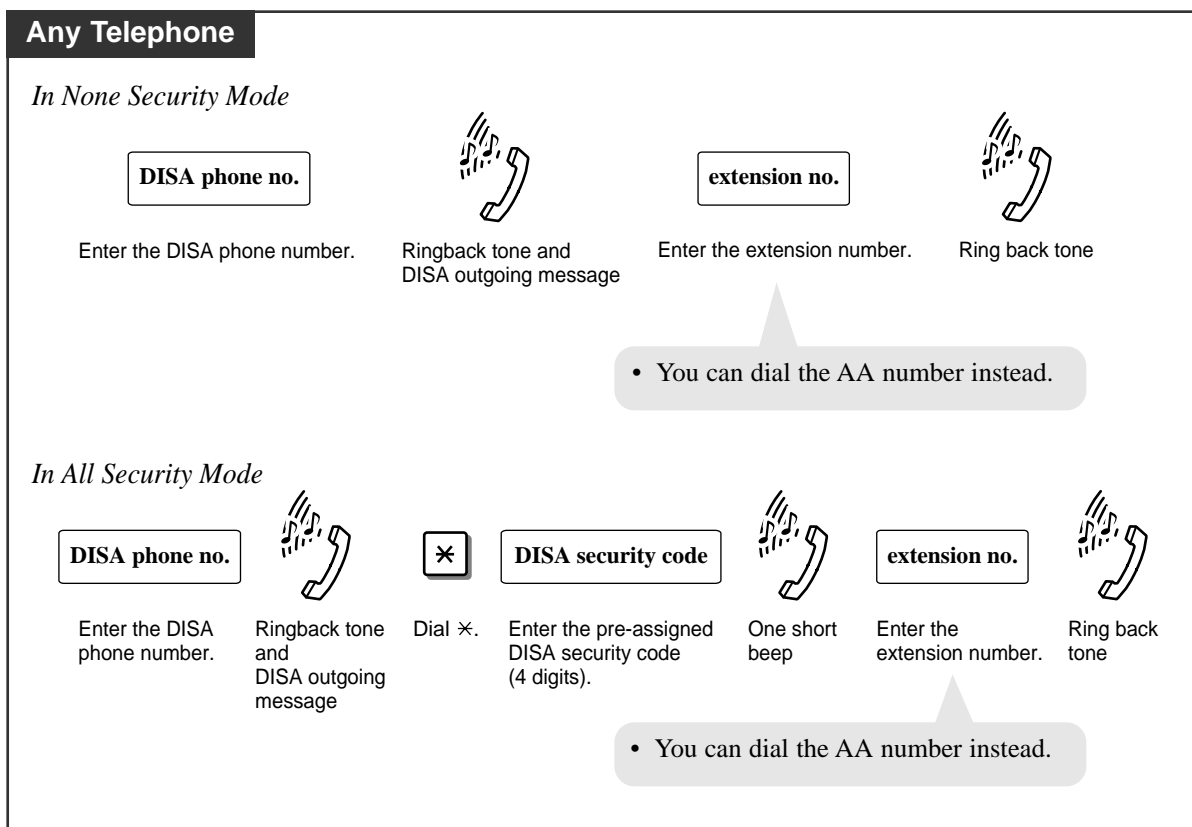 Any Telephone
In None Security Mode
DISA phone no.
extension no.
Enter the DISA phone number.
Ringback tone and
DISA outgoing message
Enter the extension number.
Ring back tone
• You can dial the AA number instead.
In All Security Mode
DISA phone no.
*
DISA security code
extension no.
Enter the DISA
phone number.
Ringback tone
and
DISA outgoing
message
Dial *.
Enter the pre-assigned
DISA security code
(4 digits).
One short
beep
Enter the
extension number.
Ring back
tone
• You can dial the AA number instead.